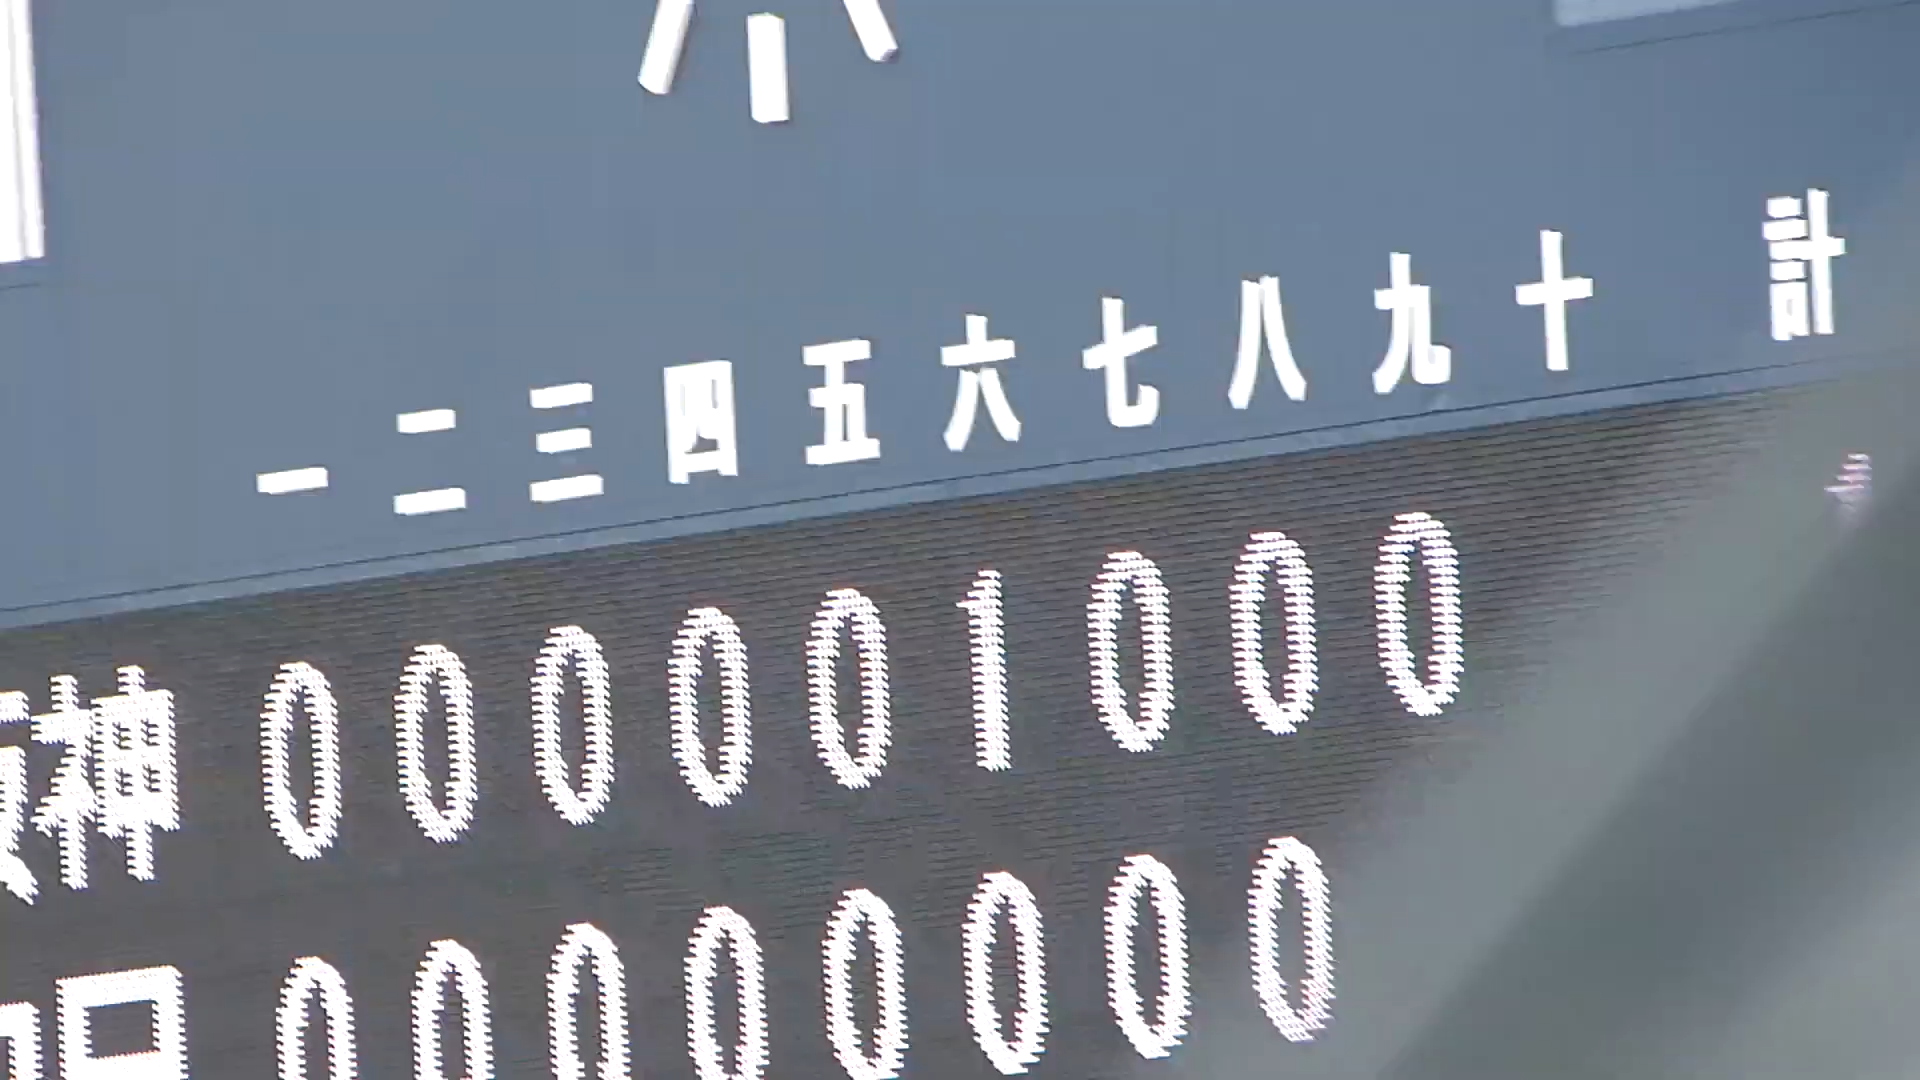 一 二 三 四 五 六 七 八 九 十 計
神 0 0 0 0 0 1 0 0 0
0 0 0 0 0 0 0 0